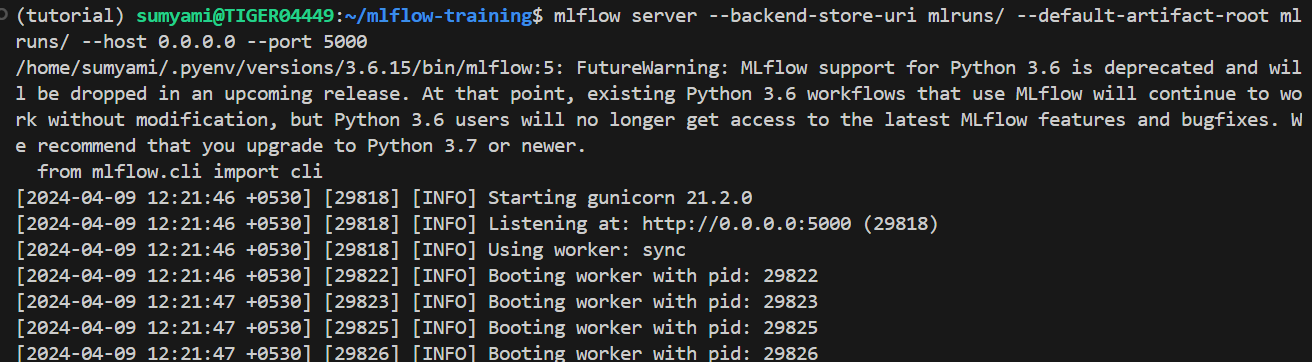 (tutorial) sumyami@TIGER04449:~/mlflow-training$ mlflow server --backend-store-uri mlruns/ --default-artifact-root ml
runs/ --host 0.0.0.0 --port 5000
/home/sumyami/.pyenv/versions/3.6.15/bin/mlflow:5: FutureWarning: MLflow support for Python 3.6 is deprecated and wil
l be dropped in an upcoming release. At that point, existing Python 3.6 workflows that use MLflow will continue to wo
rk without modification, but Python 3.6 users will no longer get access to the latest MLflow features and bugfixes. W
e recommend that you upgrade to Python 3.7 or newer.
  from mlflow.cli import cli
[2024-04-09 12:21:46 +0530] [29818] [INFO] Starting gunicorn 21.2.0
[2024-04-09 12:21:46 +0530] [29818] [INFO] Listening at: http://0.0.0.0:5000 (29818)
[2024-04-09 12:21:46 +0530] [29818] [INFO] Using worker: sync
[2024-04-09 12:21:46 +0530] [29822] [INFO] Booting worker with pid: 29822
[2024-04-09 12:21:47 +0530] [29823] [INFO] Booting worker with pid: 29823
[2024-04-09 12:21:47 +0530] [29825] [INFO] Booting worker with pid: 29825
[2024-04-09 12:21:47 +0530] [29826] [INFO] Booting worker with pid: 29826